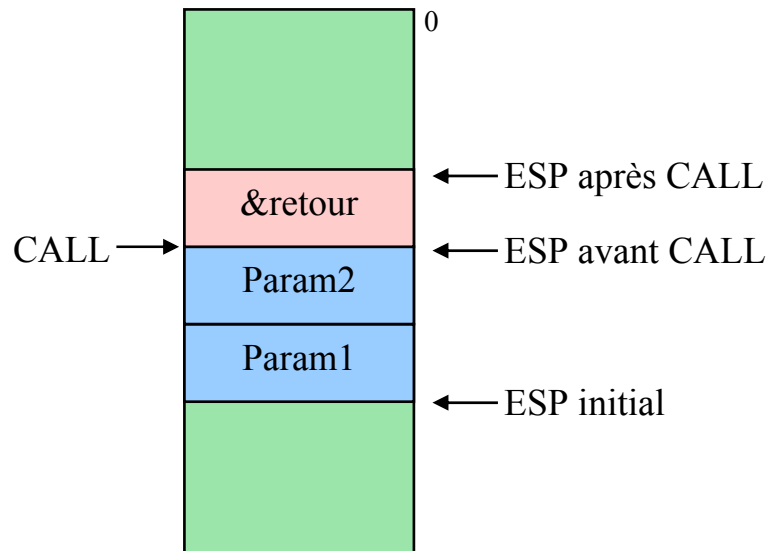 0
ESP après CALL
&retour
CALL
ESP avant CALL
Param2
Param1
ESP initial